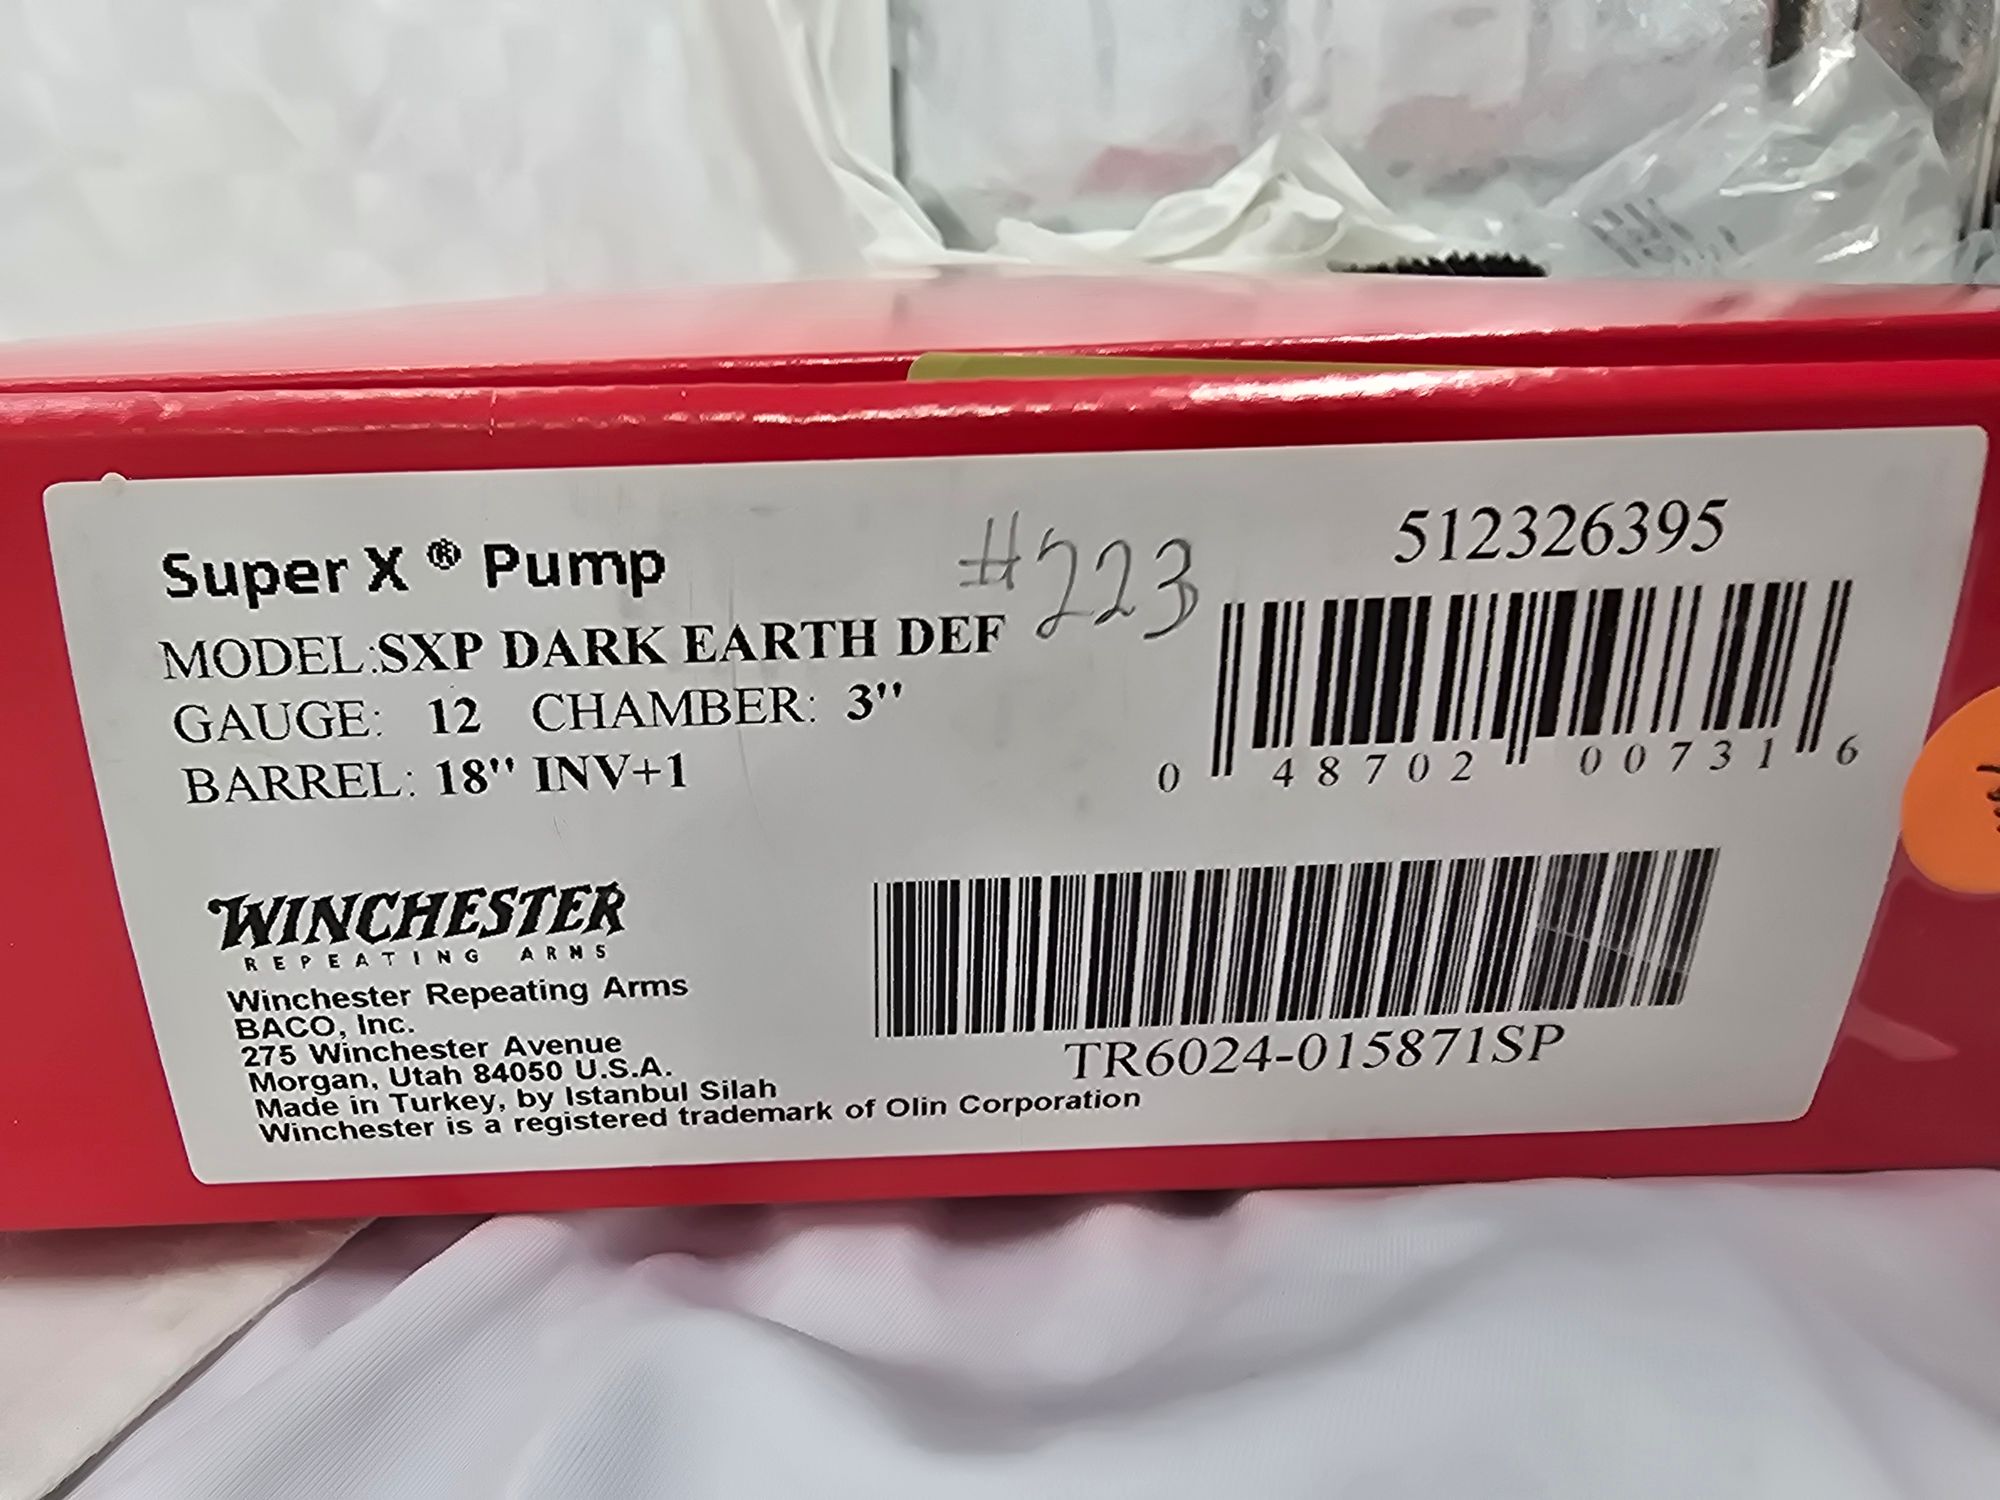 Super X ® Pump
#223
512326395
MODEL:SXP DARK EARTH DEF
GAUGE: 12 CHAMBER: 3"
BARREL: 18" INV+1
0 48702 00731 6
WINCHESTER
REPEATING ARMS
Winchester Repeating Arms
BACO, Inc.
275 Winchester Avenue
Morgan, Utah 84050 U.S.A.
Made in Turkey, by Istanbul Silah
Winchester is a registered trademark of Olin Corporation
TR6024-015871SP